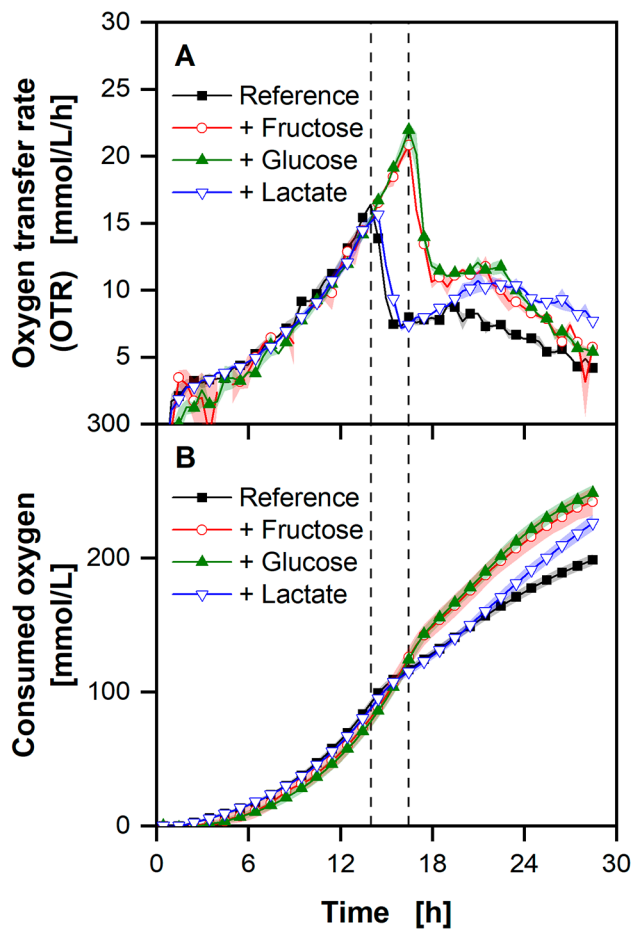 30
A
25
Reference
+ Fructose
+ Glucose
+ Lactate
20
15
10
5
Oxygen transfer rate
(OTR) [mmol/L/h]
300
B
Reference
+ Fructose
+ Glucose
+ Lactate
200
100
0
Consumed oxygen
[mmol/L]
0 6 12 18 24 30
Time [h]